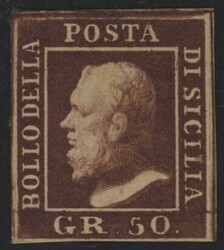 BOLLO DELLA
POSTA
DI SICILIA
GR. 50.